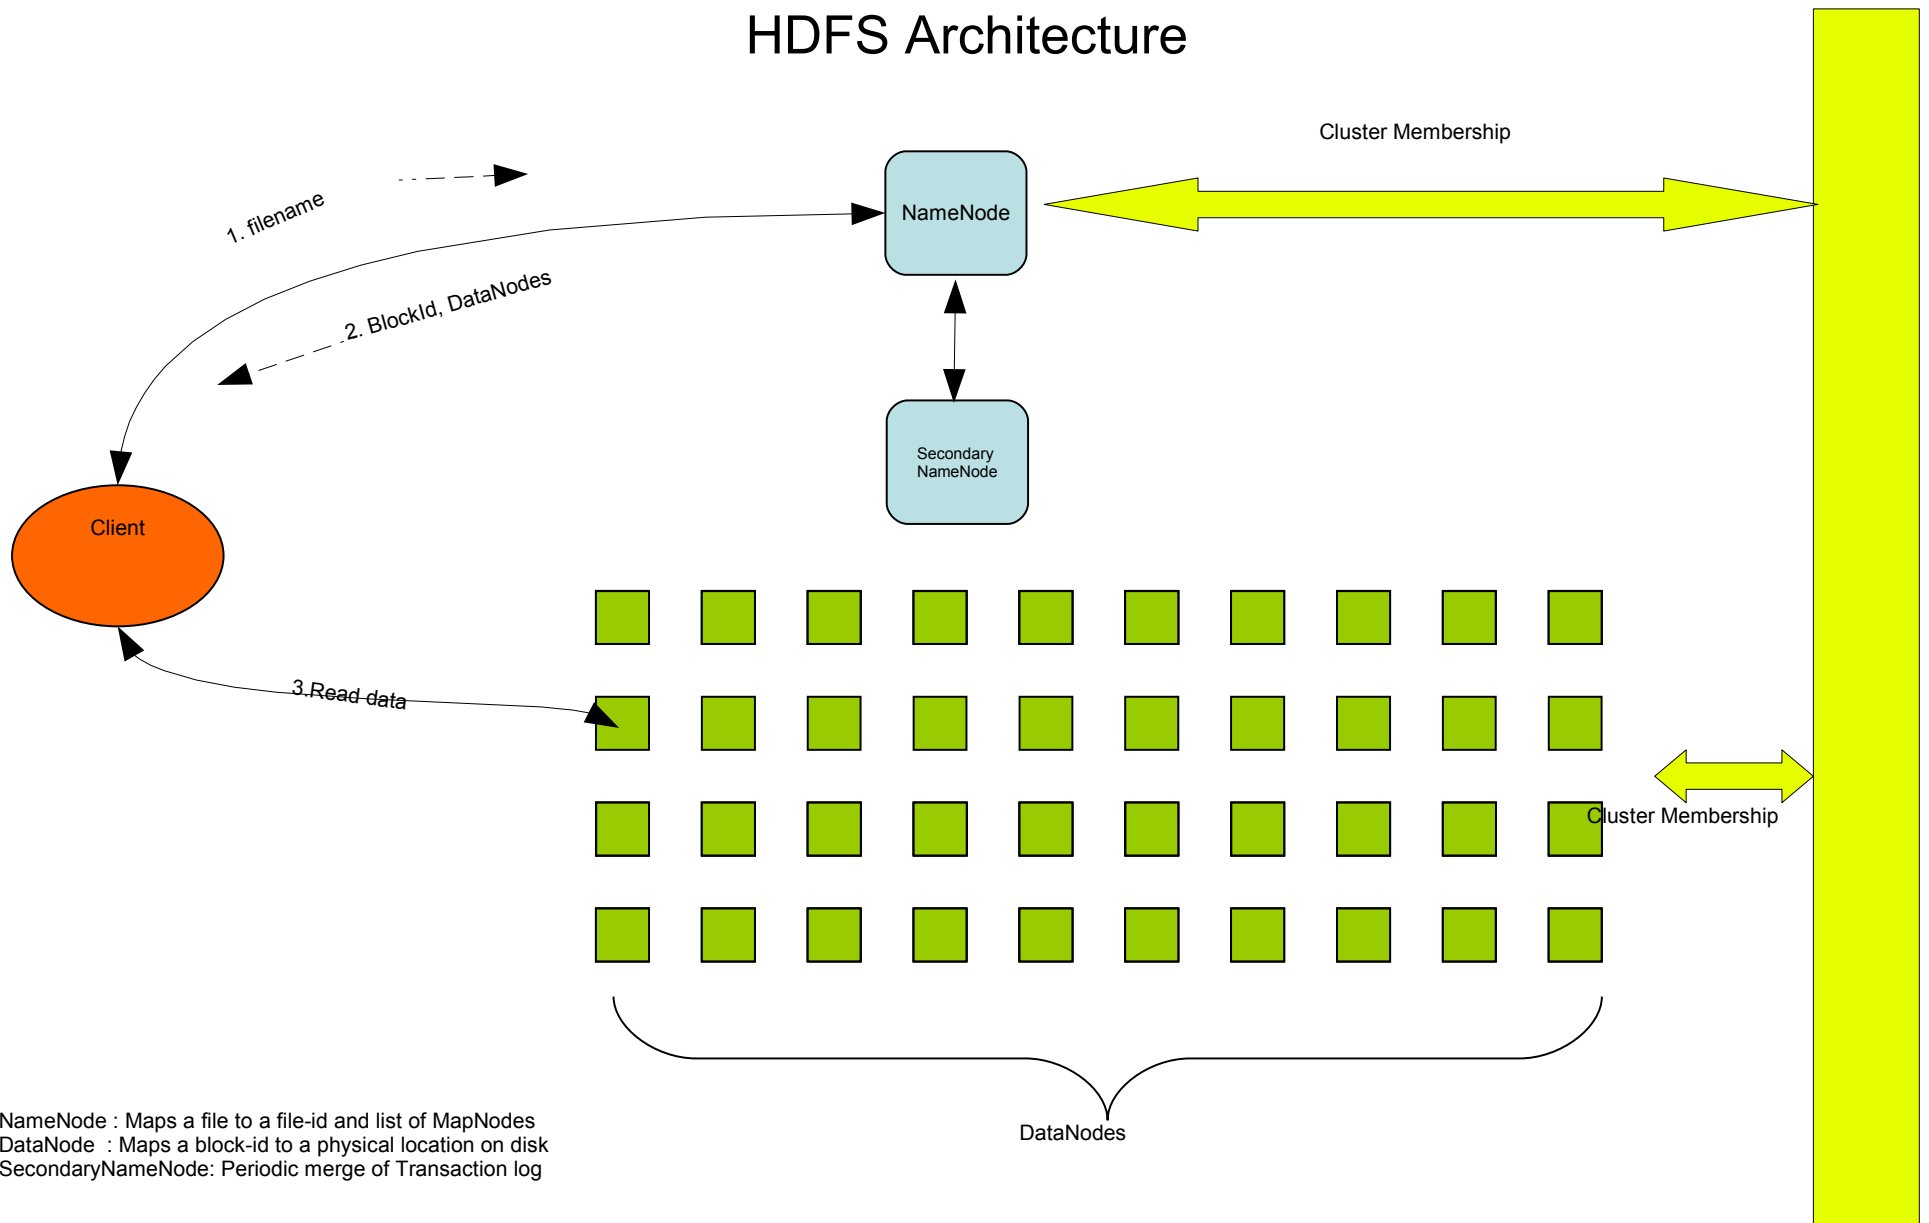 HDFS Architecture
Cluster Membership
1. filename
NameNode
2. BlockId, DataNodes
Secondary
NameNode
Client
3.Read data
Cluster Membership
NameNode : Maps a file to a file-id and list of MapNodes
DataNode : Maps a block-id to a physical location on disk
SecondaryNameNode: Periodic merge of Transaction log
DataNodes